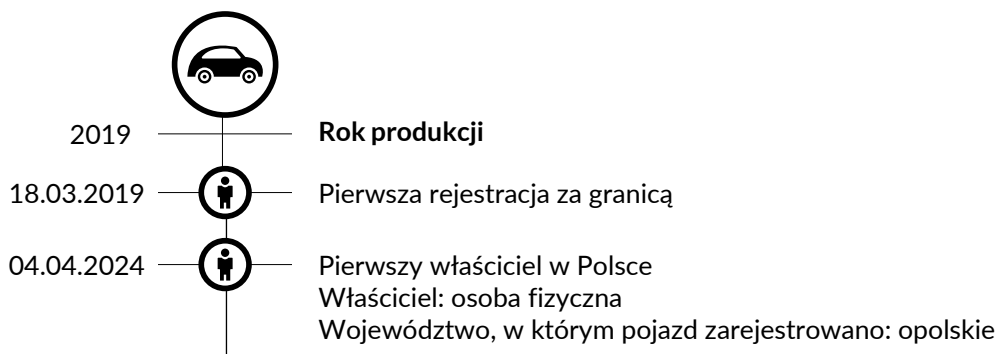 2019 Rok produkcji
18.03.2019 Pierwsza rejestracja za granicą
04.04.2024 Pierwszy właściciel w Polsce
Właściciel: osoba fizyczna
Województwo, w którym pojazd zarejestrowano: opolskie